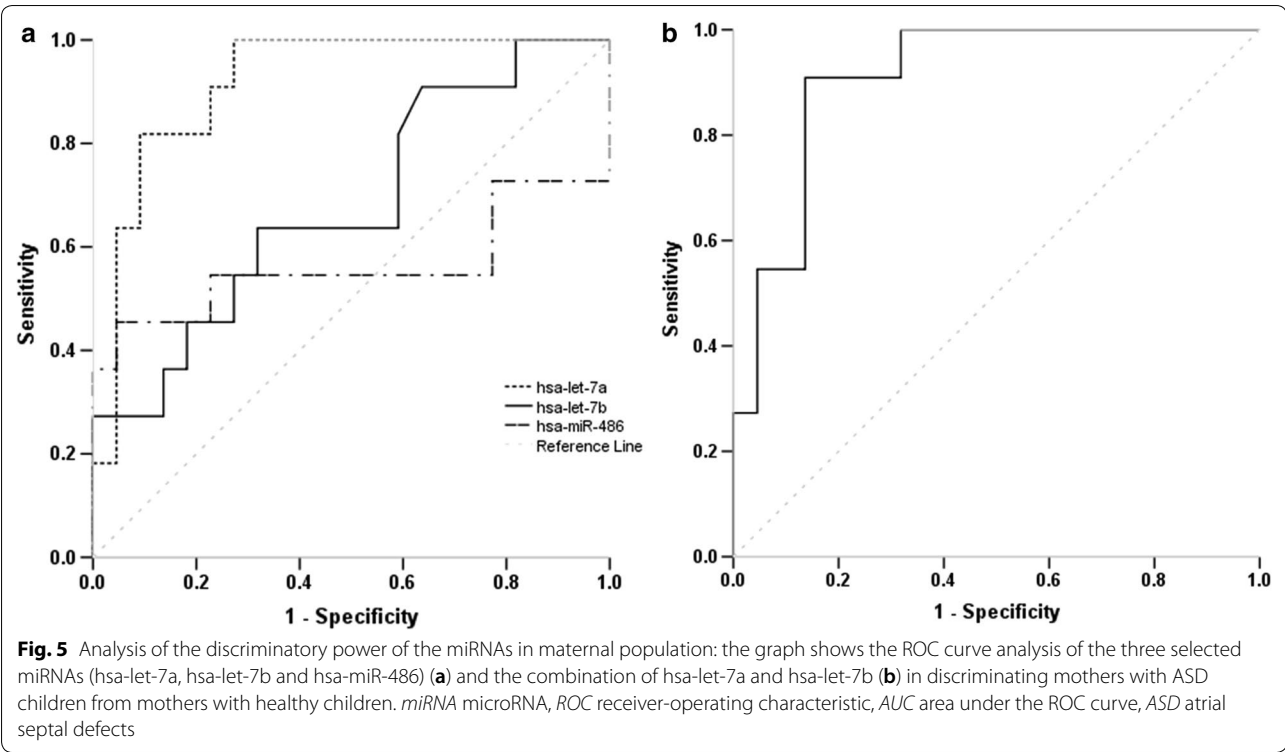 a
1.0
0.8
0.6
0.4
0.2
0.0
Sensitivity
hsa-let-7a
hsa-let-7b
hsa-miR-486
Reference Line
0.0 0.2 0.4 0.6 0.8 1.0
1 - Specificity
b
1.0
0.8
0.6
0.4
0.2
0.0
Sensitivity
0.0 0.2 0.4 0.6 0.8 1.0
1 - Specificity
Fig. 5 Analysis of the discriminatory power of the miRNAs in maternal population: the graph shows the ROC curve analysis of the three selected
miRNAs (hsa-let-7a, hsa-let-7b and hsa-miR-486) (a) and the combination of hsa-let-7a and hsa-let-7b (b) in discriminating mothers with ASD
children from mothers with healthy children. miRNA microRNA, ROC receiver-operating characteristic, AUC area under the ROC curve, ASD atrial
septal defects